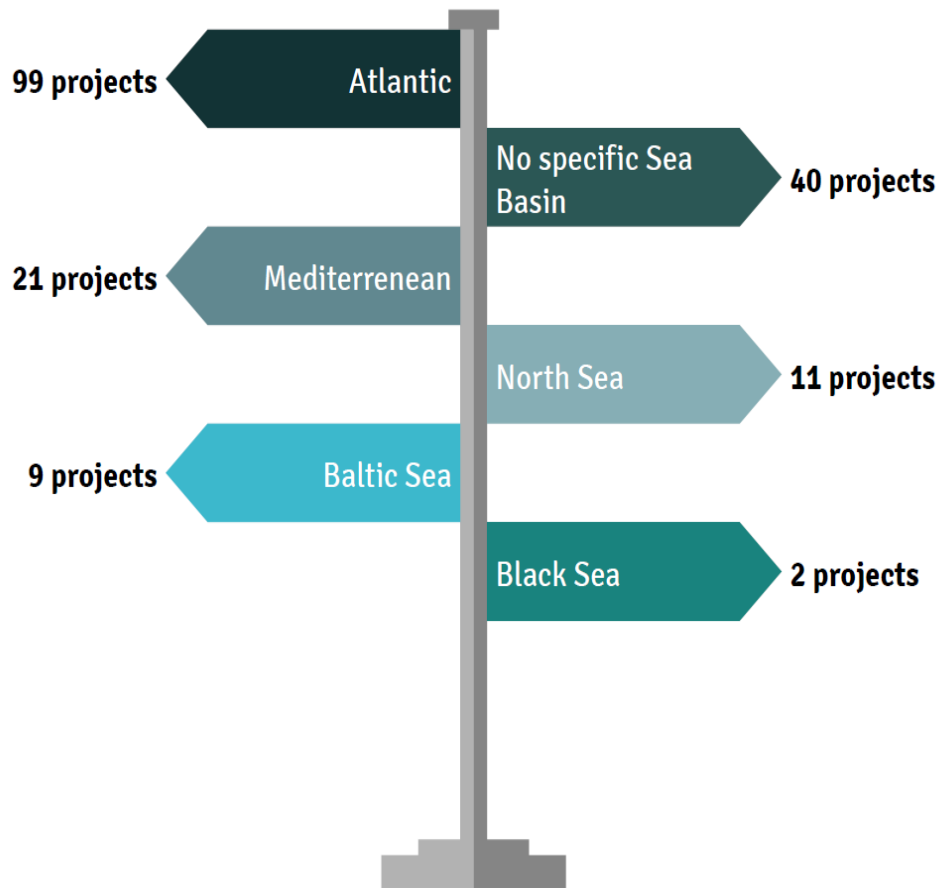 99 projects
Atlantic
No specific Sea
Basin
40 projects
21 projects
Mediterrenean
North Sea
11 projects
9 projects
Baltic Sea
Black Sea
2 projects